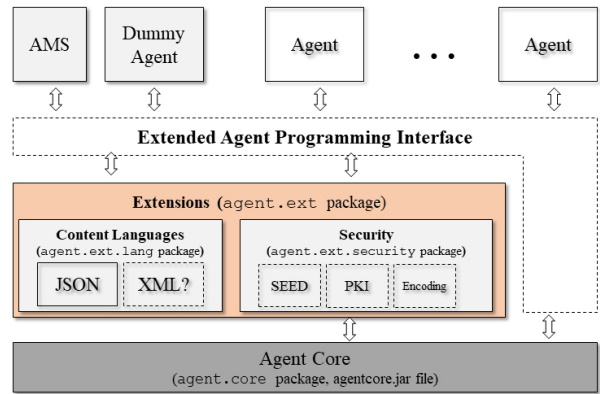 AMS
Dummy
Agent
Agent
...
Agent
Extended Agent Programming Interface
Extensions (agent.ext package)
Content Languages
(agent.ext.lang package)
JSON
XML?
Security
(agent.ext.security package)
SEED
PKI
Encoding
Agent Core
(agent.core package, agentcore.jar file)